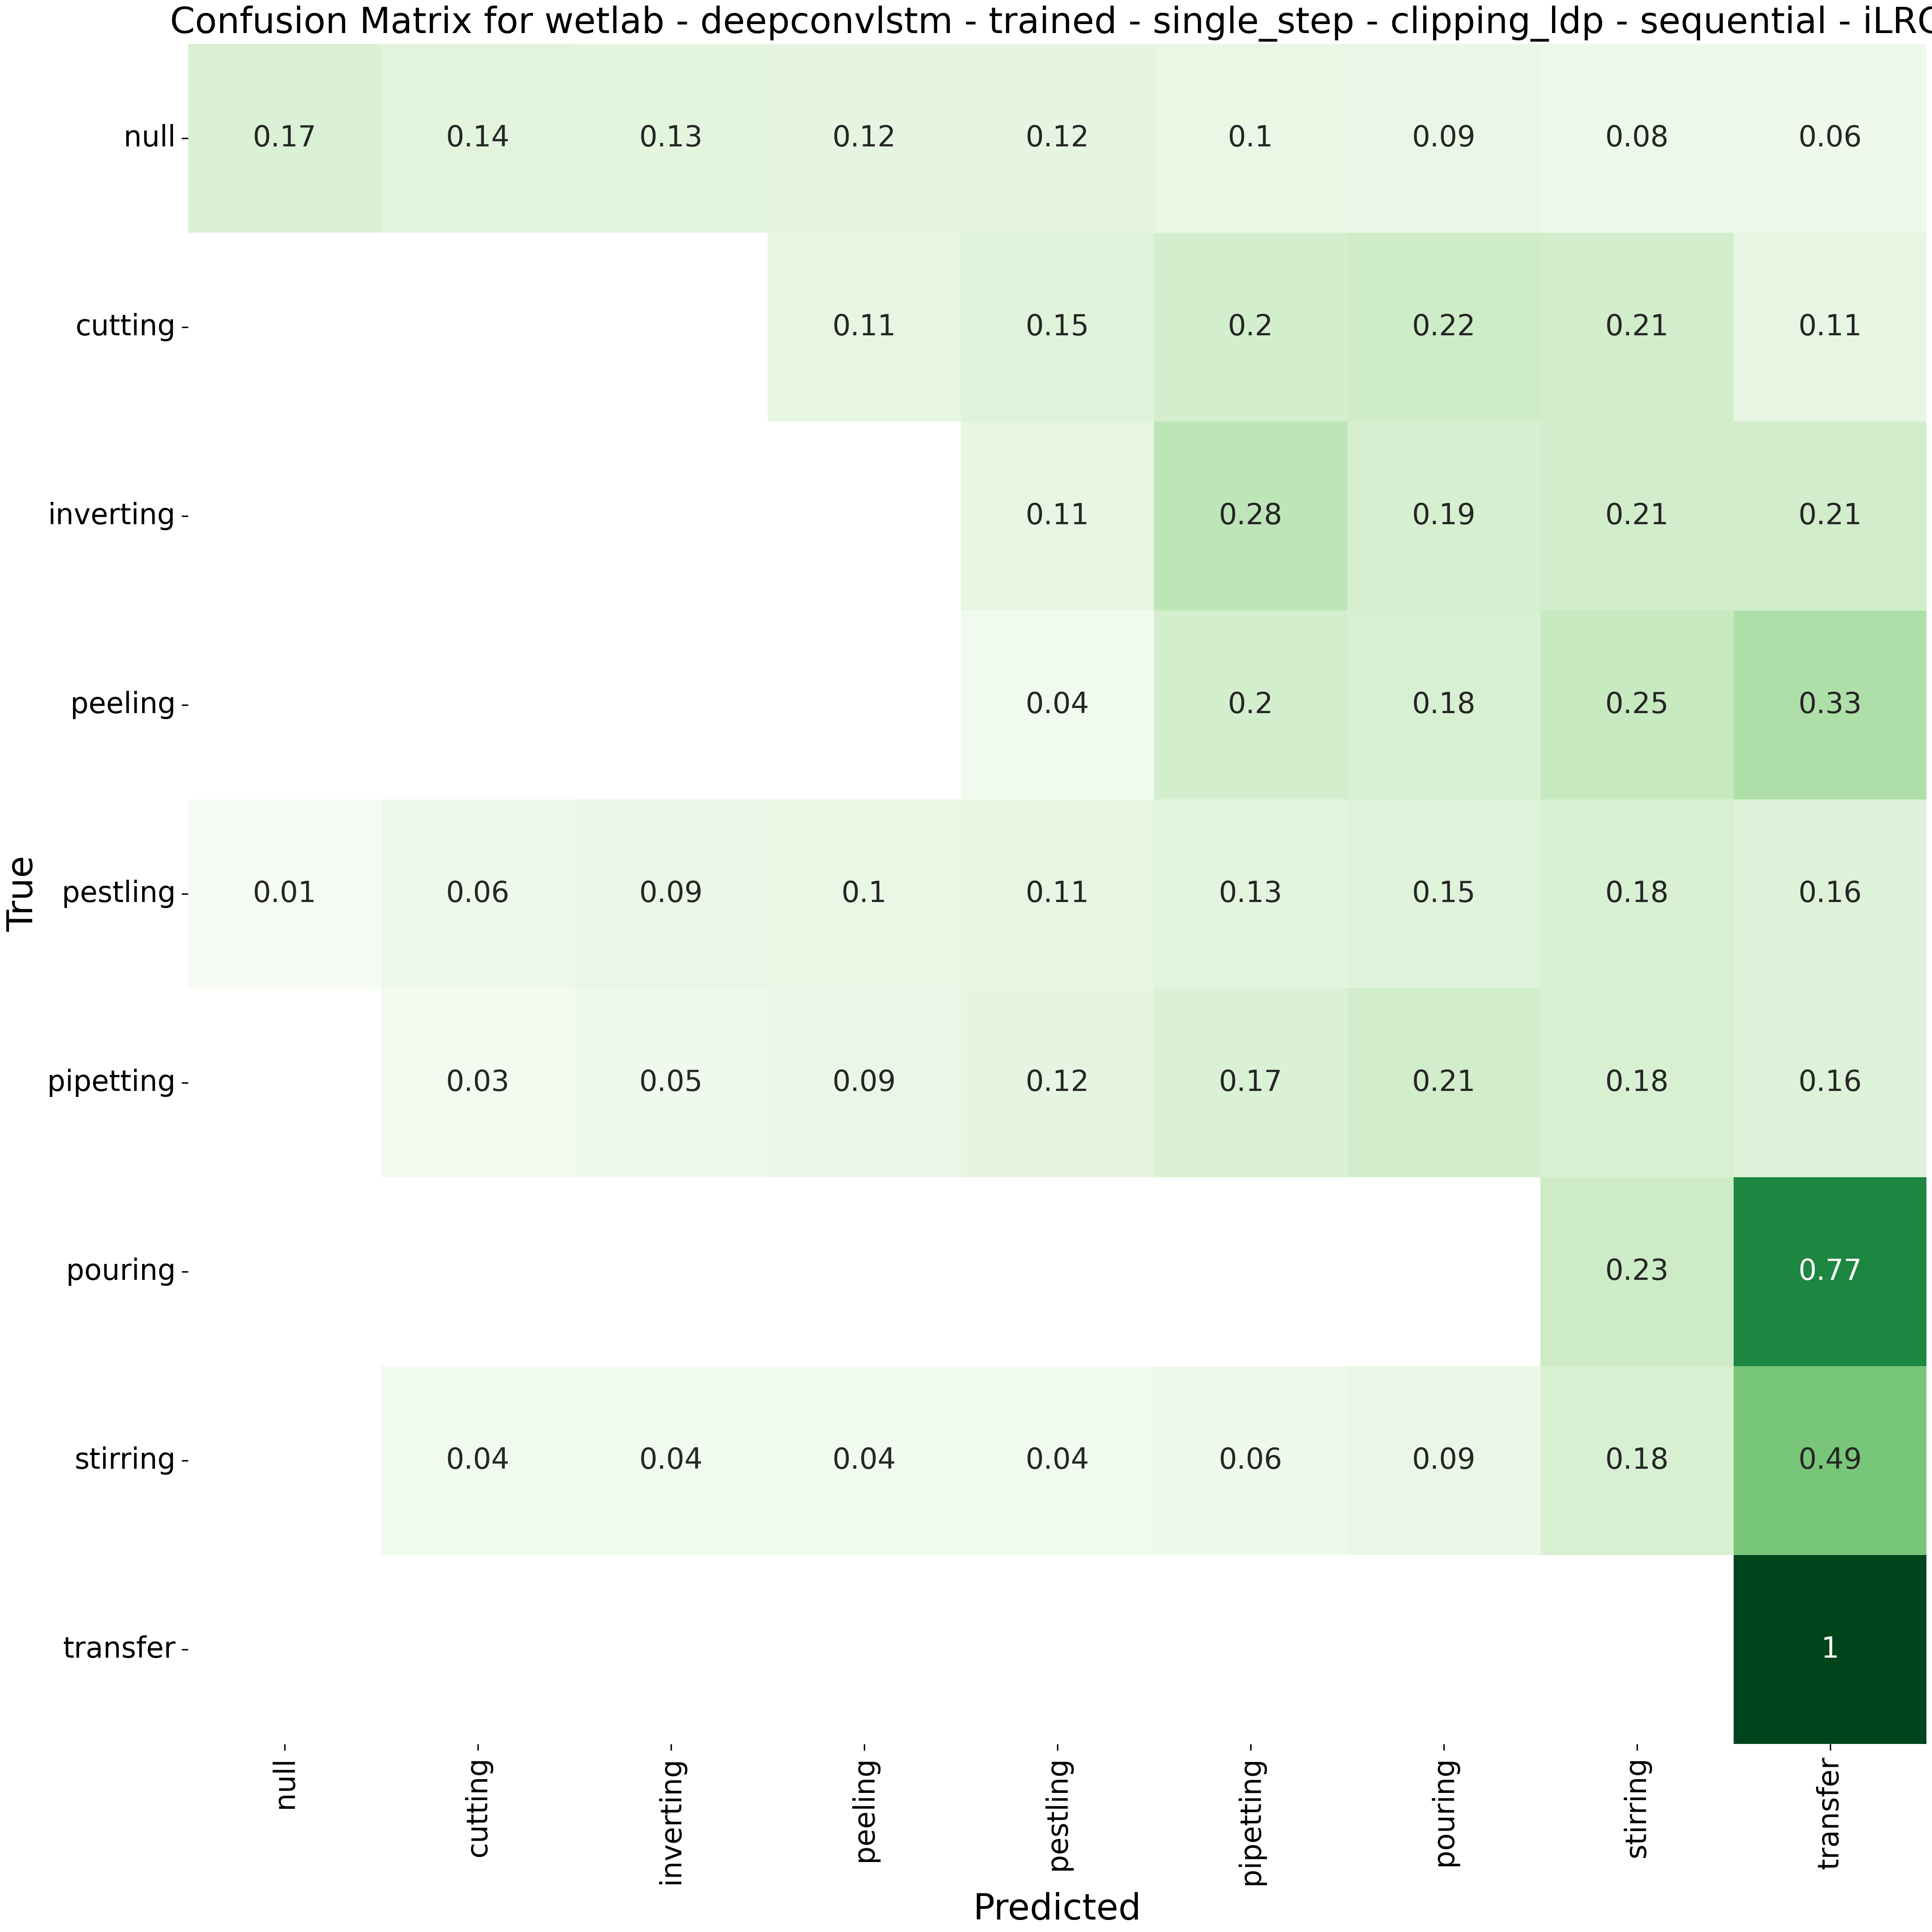 Confusion Matrix for wetlab - deepconvlstm - trained - single_step - clipping_ldp - sequential - iLRG
null 0.17 0.14 0.13 0.12 0.12 0.1 0.09 0.08 0.06
cutting 0.11 0.15 0.2 0.22 0.21 0.11
inverting 0.11 0.28 0.19 0.21 0.21
peeling 0.04 0.2 0.18 0.25 0.33
pestling 0.01 0.06 0.09 0.1 0.11 0.13 0.15 0.18 0.16
pipetting 0.03 0.05 0.09 0.12 0.17 0.21 0.18 0.16
pouring 0.23 0.77
stirring 0.04 0.04 0.04 0.04 0.06 0.09 0.18 0.49
transfer 1
True
null cutting inverting peeling pestling pipetting pouring stirring transfer
Predicted